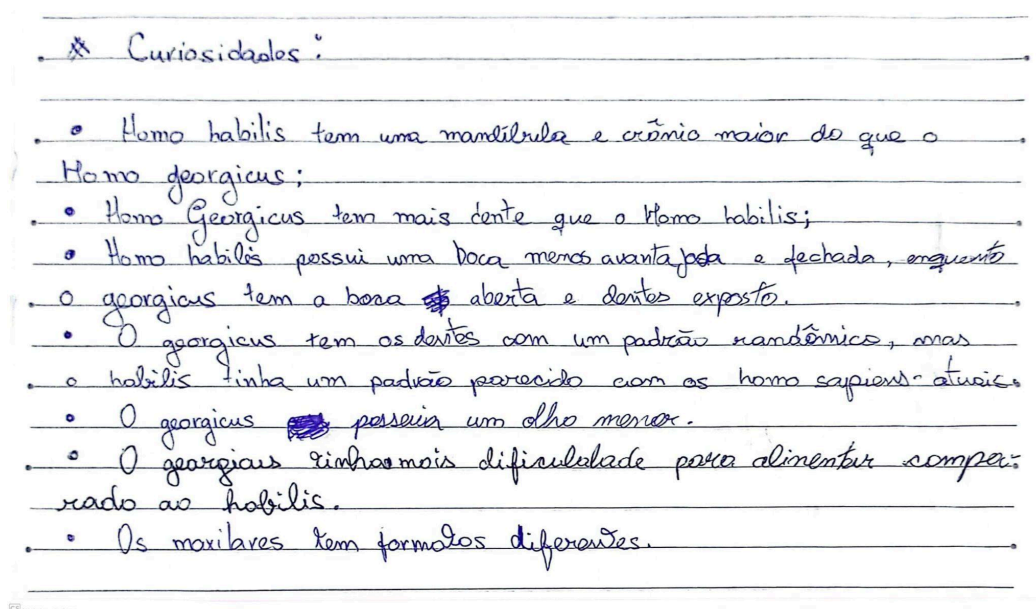 * Curiosidades:
• Homo habilis tem uma mandíbula e crânio maior do que o
Homo georgicus;
• Homo Georgicus tem mais dente que o Homo habilis;
• Homo habilis possui uma boca menos avantajada e fechada, enquanto
o georgicus tem a boca aberta e dentes exposto.
• O georgicus tem os dentes com um padrão randômico, mas
o habilis tinha um padrão parecido com os homo sapiens-atuais.
• O georgicus possuia um olho menor.
• O georgicus tinha mais dificuldade para alimentar compa-
rado ao habilis.
• Os maxilares tem formatos diferentes.